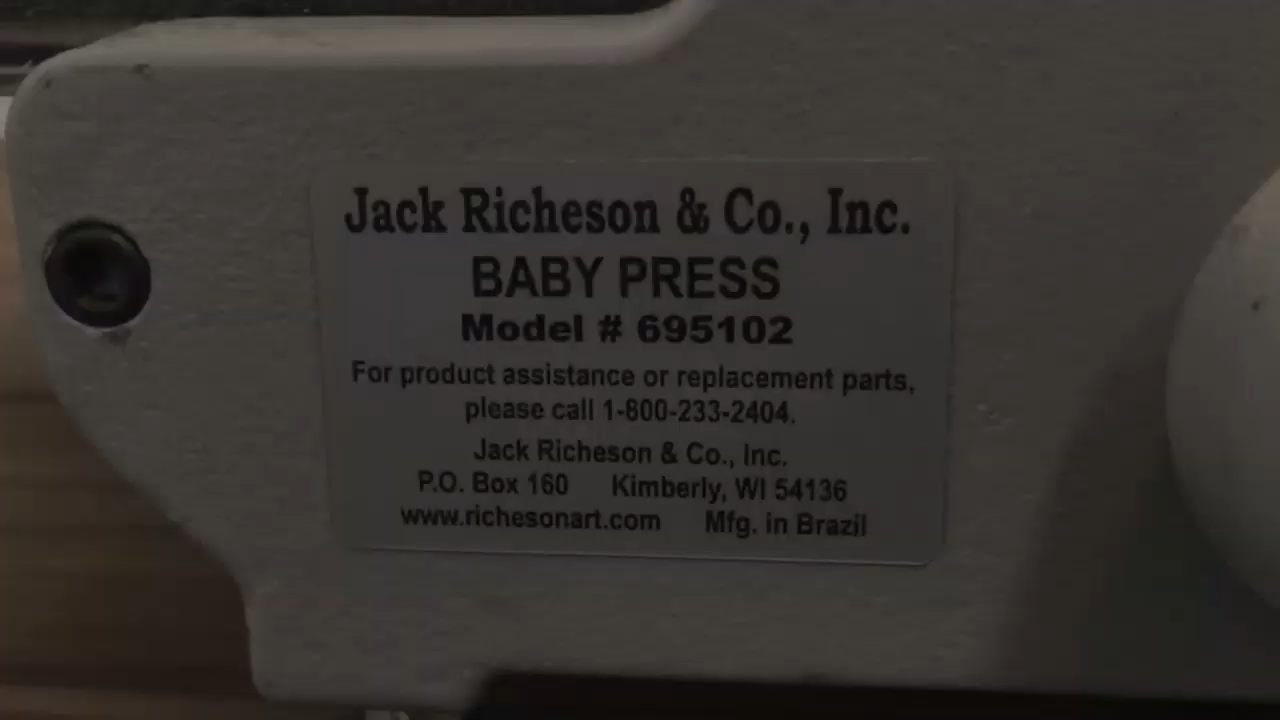 Jack Richeson & Co., Inc.
BABY PRESS
Model # 695102
For product assistance or replacement parts,
please call 1-800-233-2404.
Jack Richeson & Co., Inc.
P.O. Box 160 Kimberly, WI 54136
www.richesonart.com Mfg. in Brazil